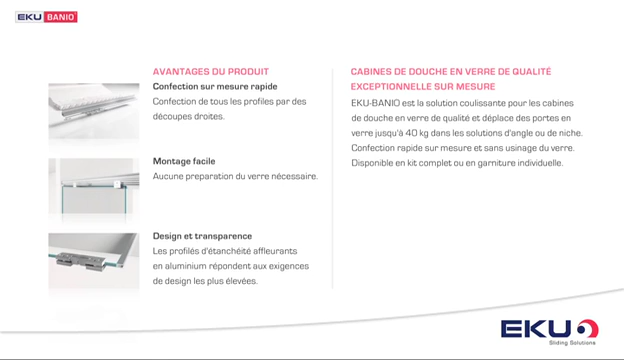 EKU BANIO
AVANTAGES DU PRODUIT
Confection sur mesure rapide
Confection de tous les profiles par des
découpes droites.
Montage facile
Aucune preparation du verre nécessaire.
Design et transparence
Les profilés d'étanchéité affleurants
en aluminium répondent aux exigences
de design les plus élevées.
CABINES DE DOUCHE EN VERRE DE QUALITÉ
EXCEPTIONNELLE SUR MESURE
EKU-BANIO est la solution coulissante pour les cabines
de douche en verre de qualité et déplace des portes en
verre jusqu'à 40 kg dans les solutions d'angle ou de niche.
Confection rapide sur mesure et sans usinage du verre.
Disponible en kit complet ou en garniture individuelle.
EKU
Sliding Solutions